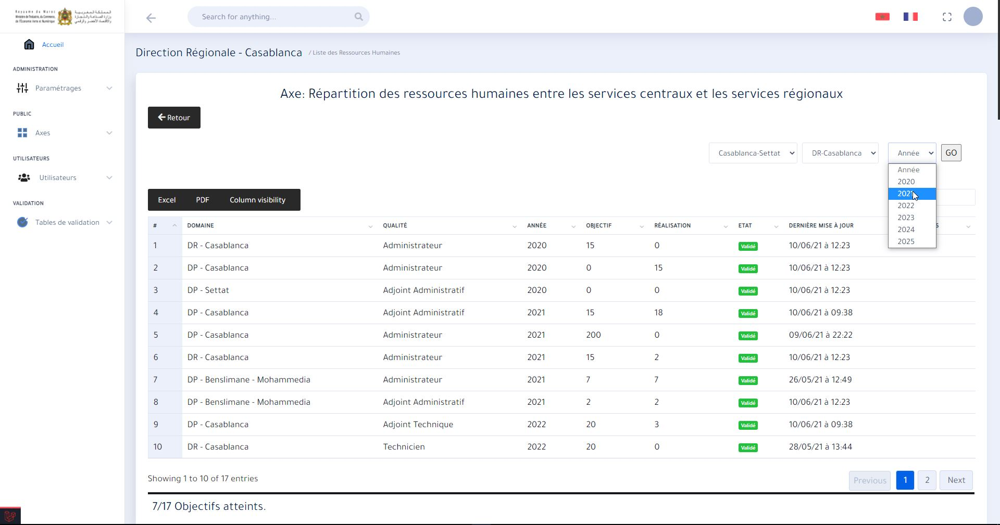 Royaume du Maroc
Ministère de l'Industrie, du Commerce,
de l'Économie Verte et Numérique
المملكة المغربية
وزارة الصناعة والتجارة
والاقتصاد الأخضر والرقمي
Search for anything...
Accueil
ADMINISTRATION
Paramétrages
PUBLIC
Axes
UTILISATEURS
Utilisateurs
VALIDATION
Tables de validation
Direction Régionale - Casablanca / Liste des Ressources Humaines
Axe: Répartition des ressources humaines entre les services centraux et les services régionaux
Retour
Casablanca-Settat DR-Casablanca Année GO
Année
2020
2021
2022
2023
2024
2025
Excel PDF Column visibility
# DOMAINE QUALITÉ ANNÉE OBJECTIF RÉALISATION ETAT DERNIÈRE MISE À JOUR S
1 DR - Casablanca Administrateur 2020 15 0 Validé 10/06/21 à 12:23
2 DP - Casablanca Administrateur 2020 0 15 Validé 10/06/21 à 12:23
3 DP - Settat Adjoint Administratif 2020 0 0 Validé 10/06/21 à 12:23
4 DP - Casablanca Adjoint Administratif 2021 15 18 Validé 10/06/21 à 09:38
5 DP - Casablanca Administrateur 2021 200 0 Validé 09/06/21 à 22:22
6 DR - Casablanca Administrateur 2021 15 2 Validé 10/06/21 à 12:23
7 DP - Benslimane - Mohammedia Administrateur 2021 7 7 Validé 26/05/21 à 12:49
8 DP - Benslimane - Mohammedia Adjoint Administratif 2021 2 2 Validé 10/06/21 à 12:23
9 DP - Casablanca Adjoint Technique 2022 20 3 Validé 10/06/21 à 09:38
10 DR - Casablanca Technicien 2022 20 0 Validé 28/05/21 à 13:44
Showing 1 to 10 of 17 entries
Previous 1 2 Next
7/17 Objectifs atteints.